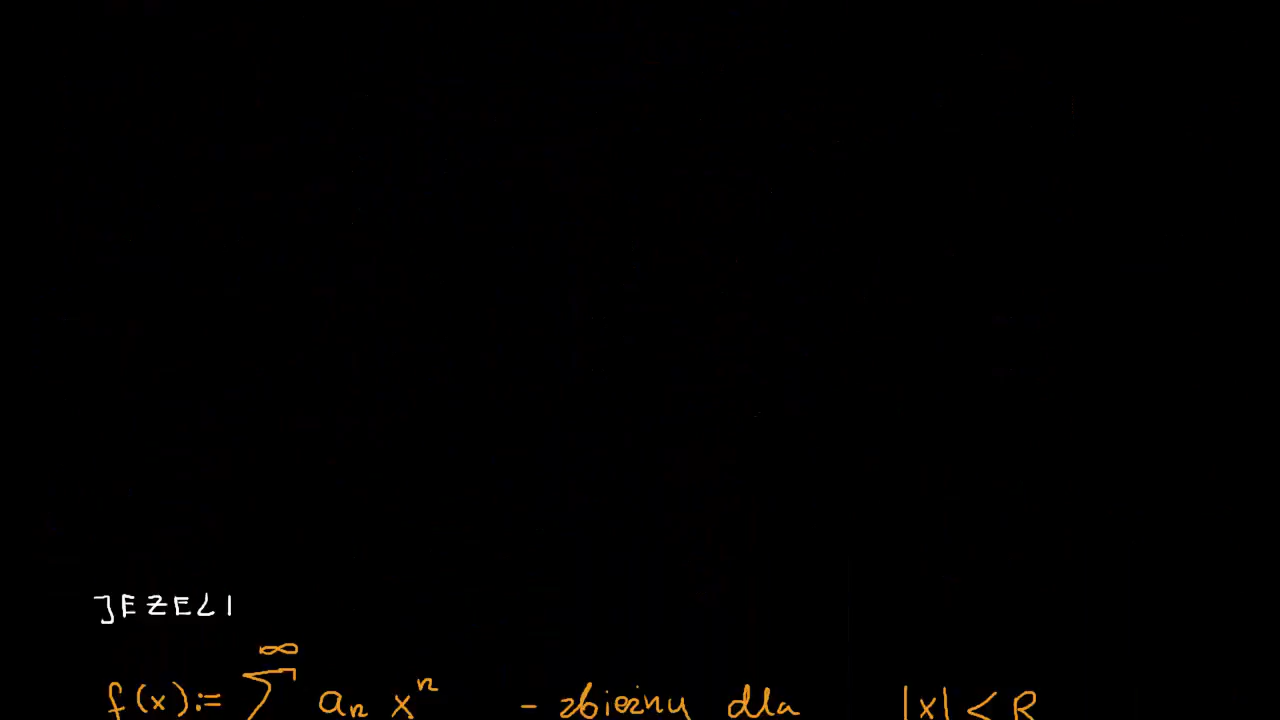 JEZELI
f(x):= ∑ aₙ xⁿ - zbieżny dla |x| < R
∞